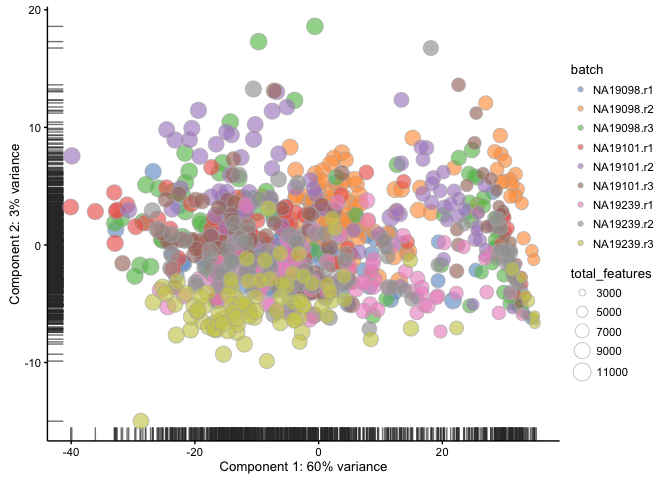 20
10
0
-10
Component 2: 3% variance
-40
-20
0
20
Component 1: 60% variance
batch
NA19098.r1
NA19098.r2
NA19098.r3
NA19101.r1
NA19101.r2
NA19101.r3
NA19239.r1
NA19239.r2
NA19239.r3
total_features
3000
5000
7000
9000
11000